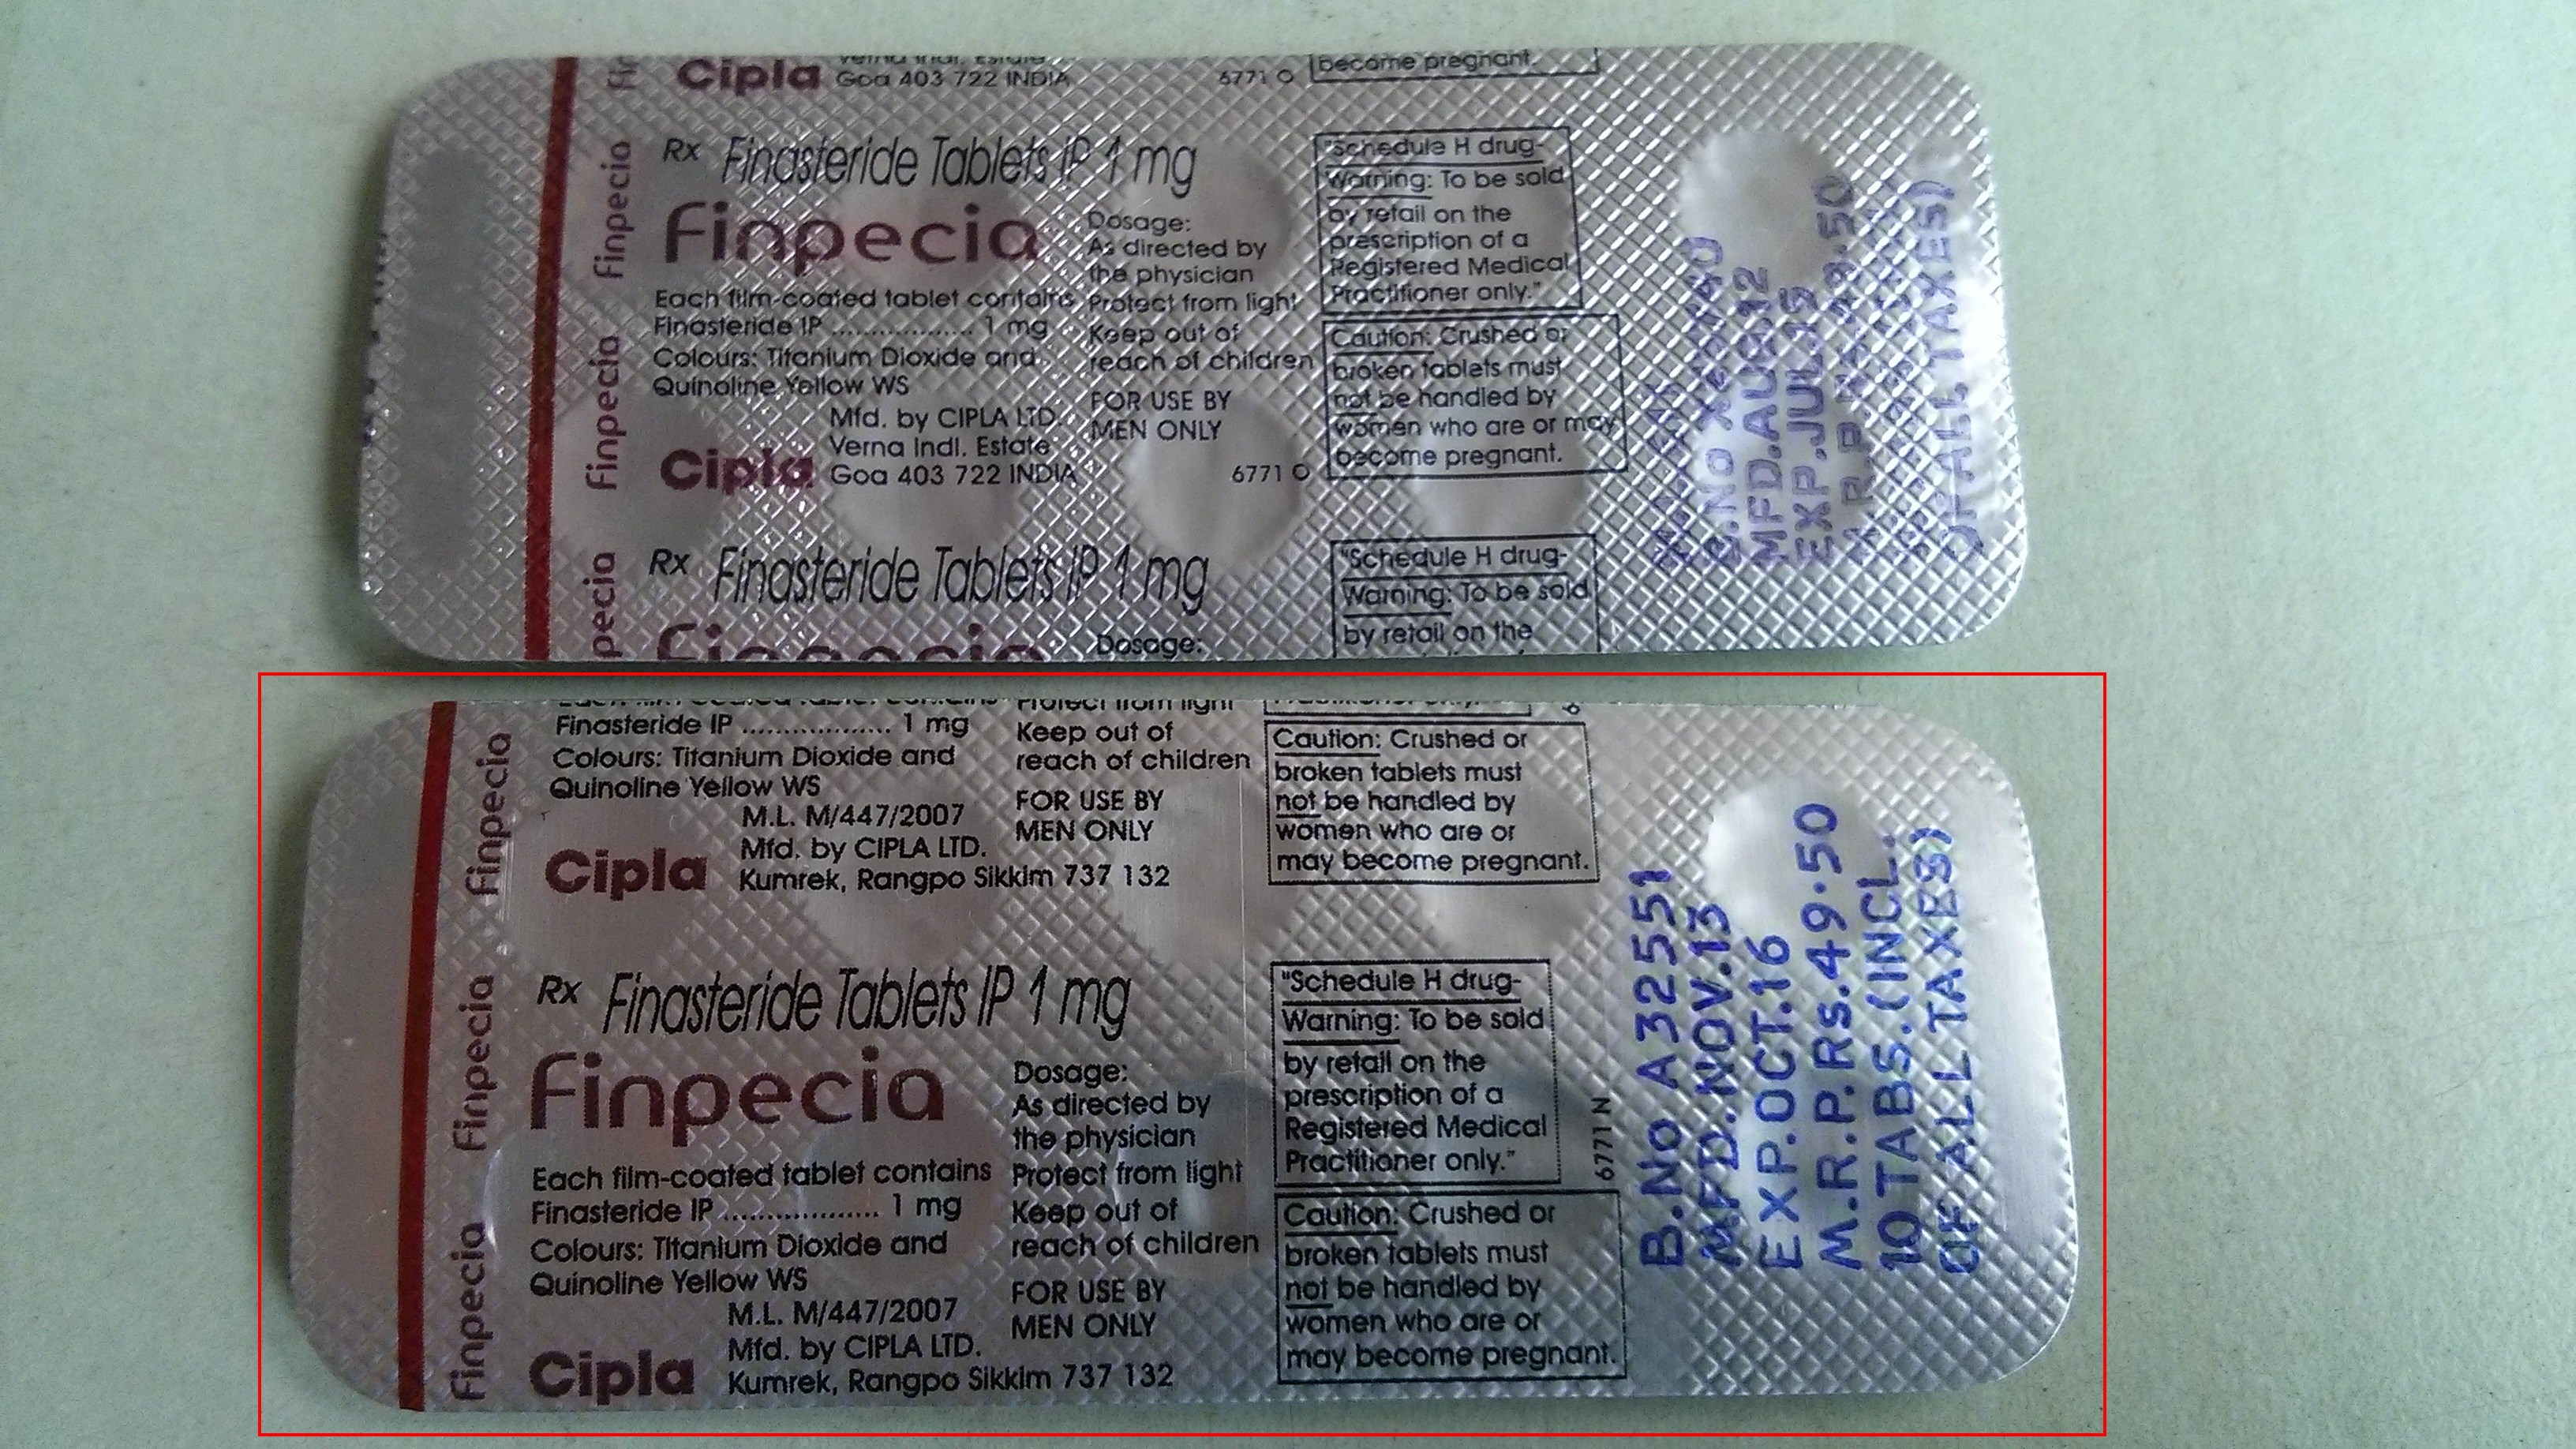 Cipla
Goa 403 722 INDIA
6771 O
become pregnant.
Rx Finasteride Tablets IP 1 mg
Finpecia
Each film-coated tablet contains
Finasteride IP .................. 1 mg
Colours: Titanium Dioxide and
Quinoline Yellow WS
Mfd. by CIPLA LTD.
Verna Indl. Estate
Cipla Goa 403 722 INDIA
Dosage:
As directed by
the physician
Protect from light
Keep out of
reach of children
FOR USE BY
MEN ONLY
6771 O
"Schedule H drug-
Warning: To be sold
by retail on the
prescription of a
Registered Medical
Practitioner only."
Caution: Crushed or
broken tablets must
not be handled by
women who are or may
become pregnant.
Finpecia
Finpecia
pecia
Rx Finasteride Tablets IP 1 mg
Dosage:
"Schedule H drug-
Warning: To be sold
by retail on the
B.No
MFD.AUG.12
EXP.JUL.15
M.R.P.
49.50
OF ALL TAXES)
Finasteride IP .................. 1 mg
Colours: Titanium Dioxide and
Quinoline Yellow WS
M.L. M/447/2007
Mfd. by CIPLA LTD.
Cipla Kumrek, Rangpo Sikkim 737 132
Protect from light
Keep out of
reach of children
FOR USE BY
MEN ONLY
Caution: Crushed or
broken tablets must
not be handled by
women who are or
may become pregnant.
Finpecia
Finpecia
Finpecia
Rx Finasteride Tablets IP 1 mg
Finpecia
Each film-coated tablet contains
Finasteride IP .................. 1 mg
Colours: Titanium Dioxide and
Quinoline Yellow WS
M.L. M/447/2007
Mfd. by CIPLA LTD.
Cipla Kumrek, Rangpo Sikkim 737 132
Dosage:
As directed by
the physician
Protect from light
Keep out of
reach of children
FOR USE BY
MEN ONLY
"Schedule H drug-
Warning: To be sold
by retail on the
prescription of a
Registered Medical
Practitioner only."
6771 N
Caution: Crushed or
broken tablets must
not be handled by
women who are or
may become pregnant.
B.No A32551
MFD.NOV.13
EXP.OCT.16
M.R.P.Rs.49.50
10 TABS.(INCL.
OF ALL TAXES)